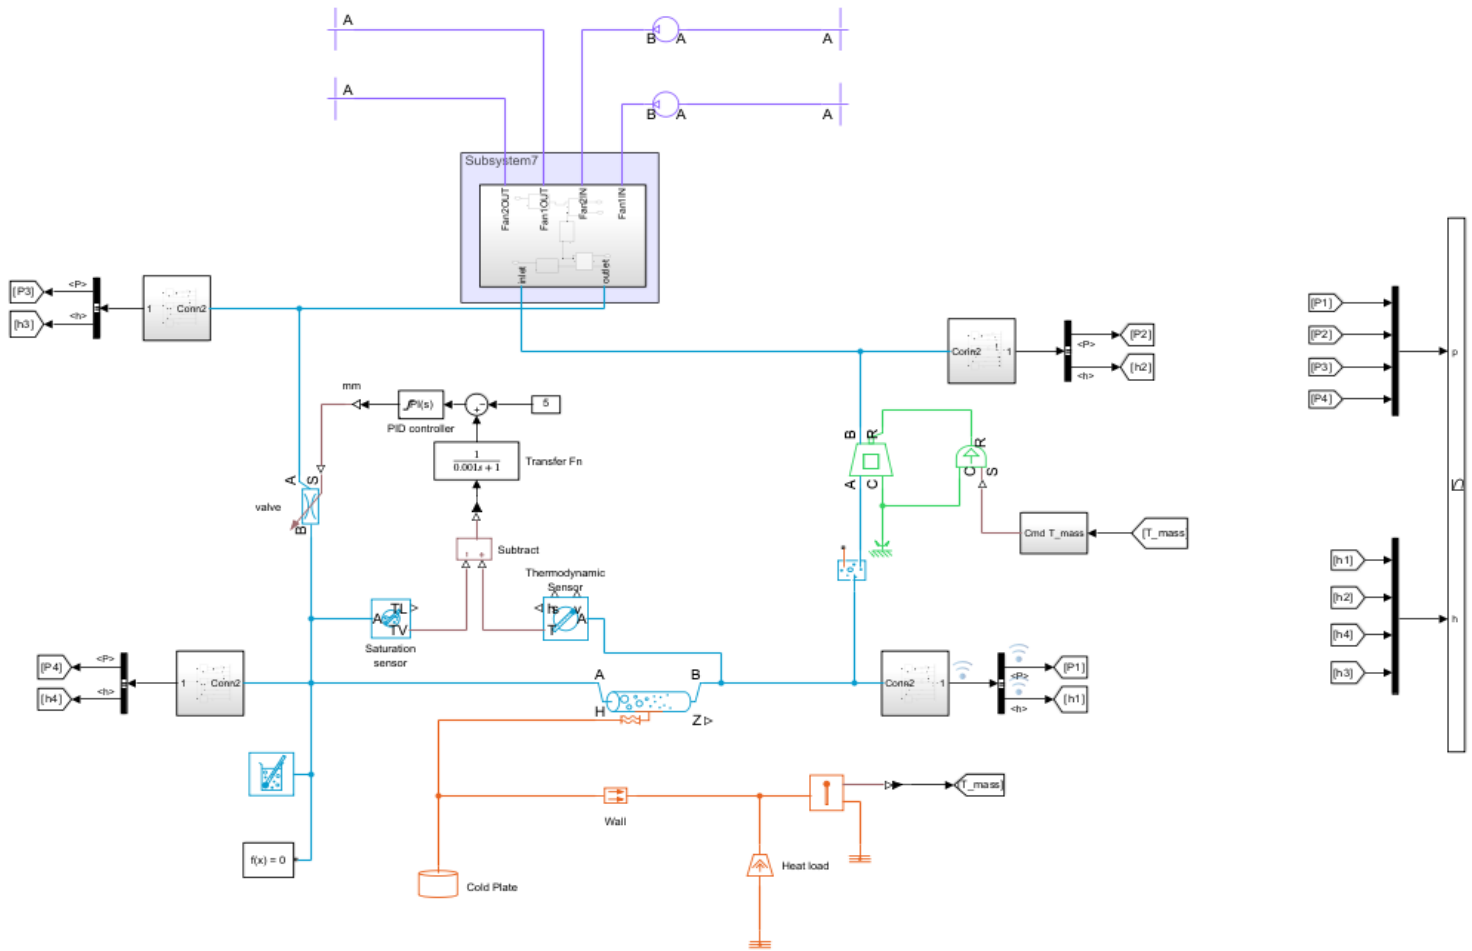 A
B A
A
A
B A
A
Subsystem7
Fan2OUT
Fan1OUT
Fan2IN
Fan1IN
inlet
outlet
[P3]
<P>
[h3]
<h>
1
Conn2
Conn2
1
<P>
[P2]
<h>
[h2]
[P1]
[P2]
[P3]
[P4]
p
mm
PI(s)
PID controller
+
−
5
1
0.001s + 1
Transfer Fn
A
S
B
valve
B
R
A
C
R
C
S
Cmd T_mass
[T_mass]
Subtract
Thermodynamic
Sensor
A
TL
TV
Saturation
sensor
T
A
[h1]
[h2]
[h4]
[h3]
h
[P4]
<P>
[h4]
<h>
1
Conn2
A
B
H
Z
Conn2
1
<P>
[P1]
<h>
[h1]
Wall
[T_mass]
Heat load
f(x) = 0
Cold Plate